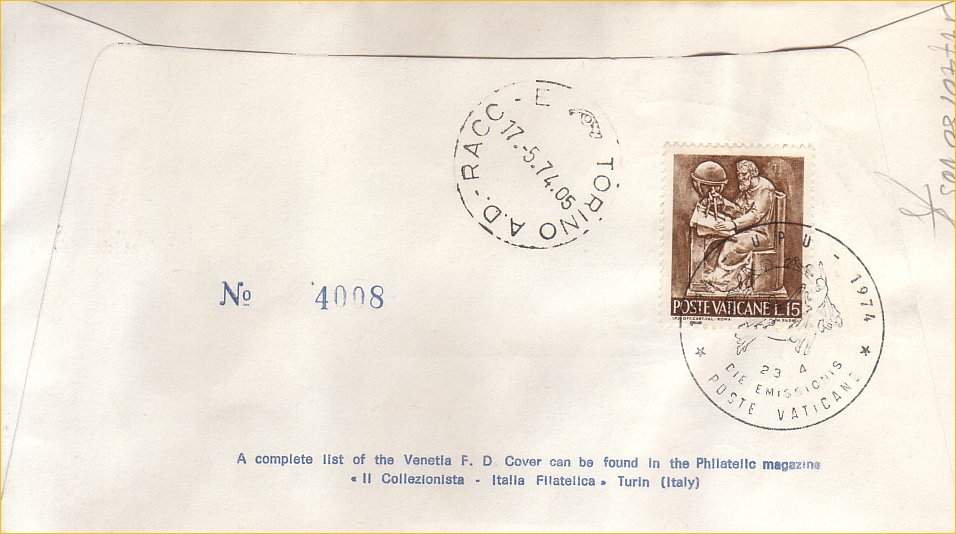 TORINO A.D. - RACC - E
17.-5.74.05
POSTE VATICANE L.15
UPU - 1974
23 4
DIE EMISSIONIS
* POSTE VATICANE *
No 4008
A complete list of the Venetia F. D. Cover can be found in the Philatelic magazine
« Il Collezionista - Italia Filatelica » Turin (Italy)